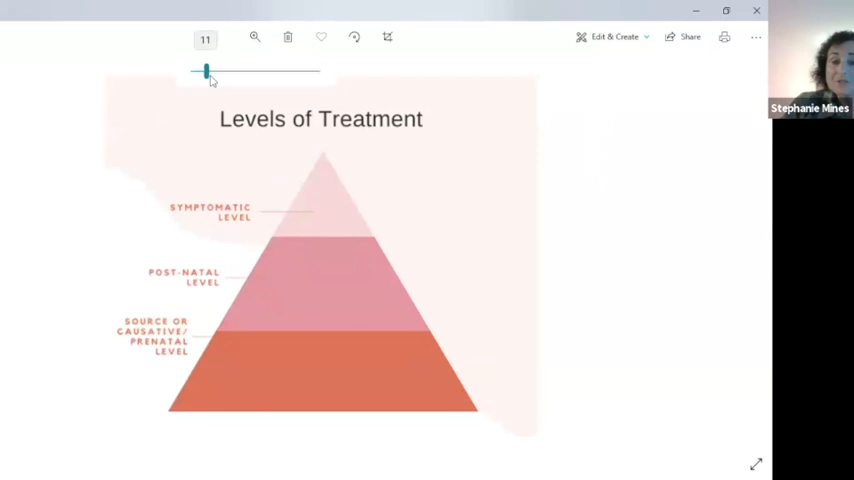 11
Edit & Create
Share
Stephanie Mines
Levels of Treatment
SYMPTOMATIC
LEVEL
POST-NATAL
LEVEL
SOURCE OR
CAUSATIVE/
PRENATAL
LEVEL